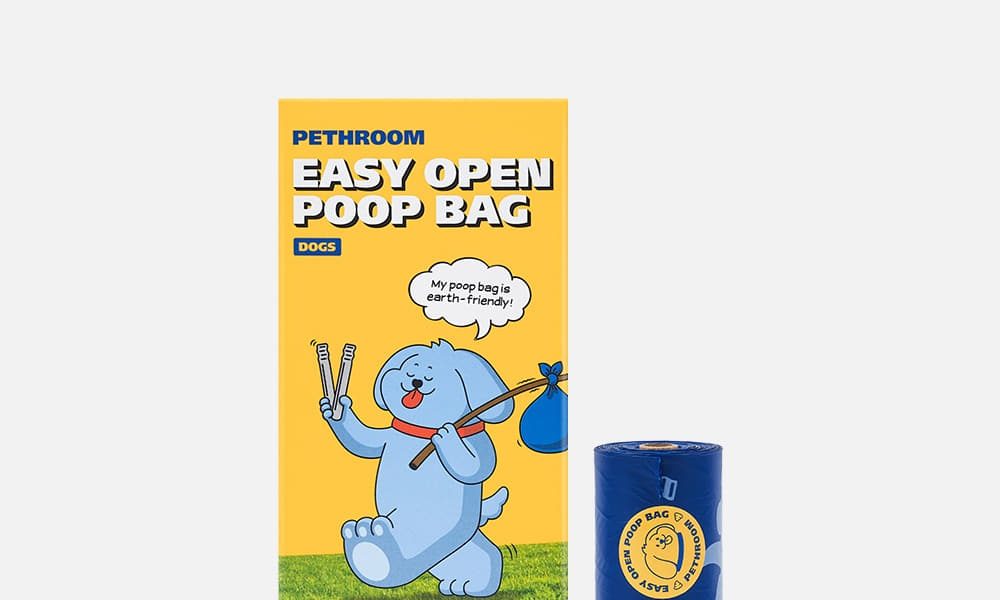 PETHROOM
EASY OPEN
POOP BAG
DOGS
My poop bag is
earth-friendly!
EASY OPEN POOP BAG
PETHROOM